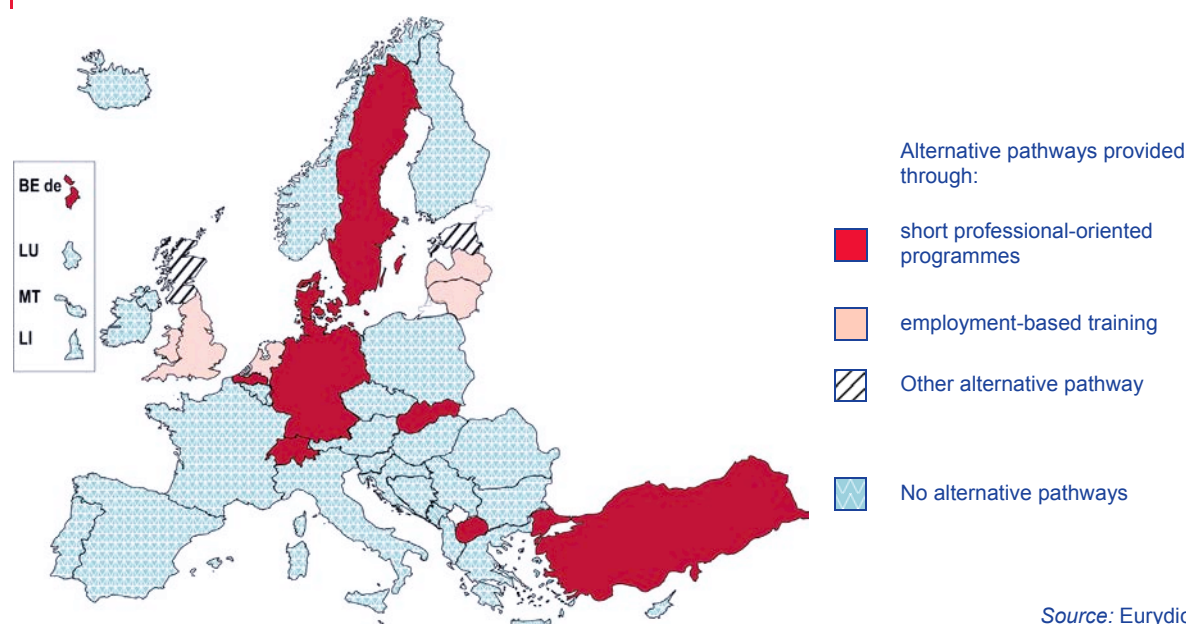 BE de
LU
MT
LI
Alternative pathways provided
through:
short professional-oriented
programmes
employment-based training
Other alternative pathway
No alternative pathways
Source: